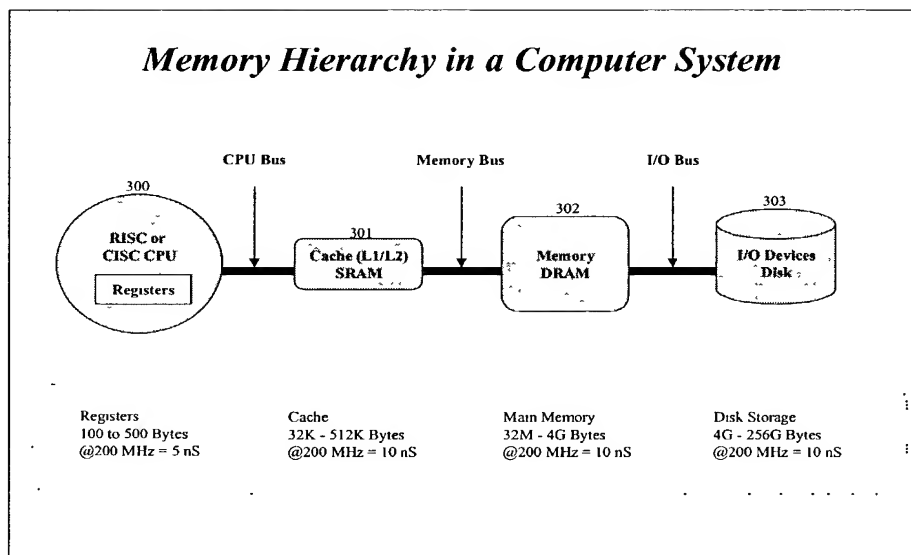 Memory Hierarchy in a Computer System
CPU Bus
Memory Bus
I/O Bus
300
RISC or
CISC CPU
Registers
301
Cache (L1/L2)
SRAM
302
Memory
DRAM
303
I/O Devices
Disk
Registers
100 to 500 Bytes
@200 MHz = 5 nS
Cache
32K - 512K Bytes
@200 MHz = 10 nS
Main Memory
32M - 4G Bytes
@200 MHz = 10 nS
Disk Storage
4G - 256G Bytes
@200 MHz = 10 nS